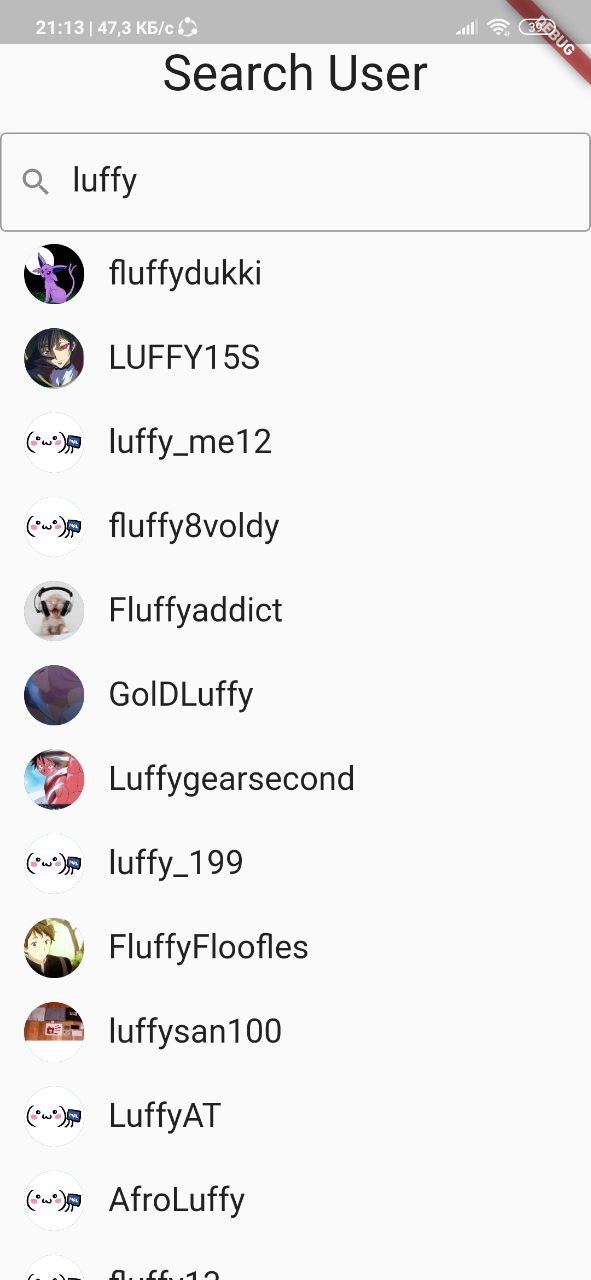 21:13 | 47,3 КБ/с
39
DEBUG
Search User
luffy
fluffydukki
LUFFY15S
luffy_me12
fluffy8voldy
Fluffyaddict
GolDLuffy
Luffygearsecond
luffy_199
FluffyFloofles
luffysan100
LuffyAT
AfroLuffy
fluffy12